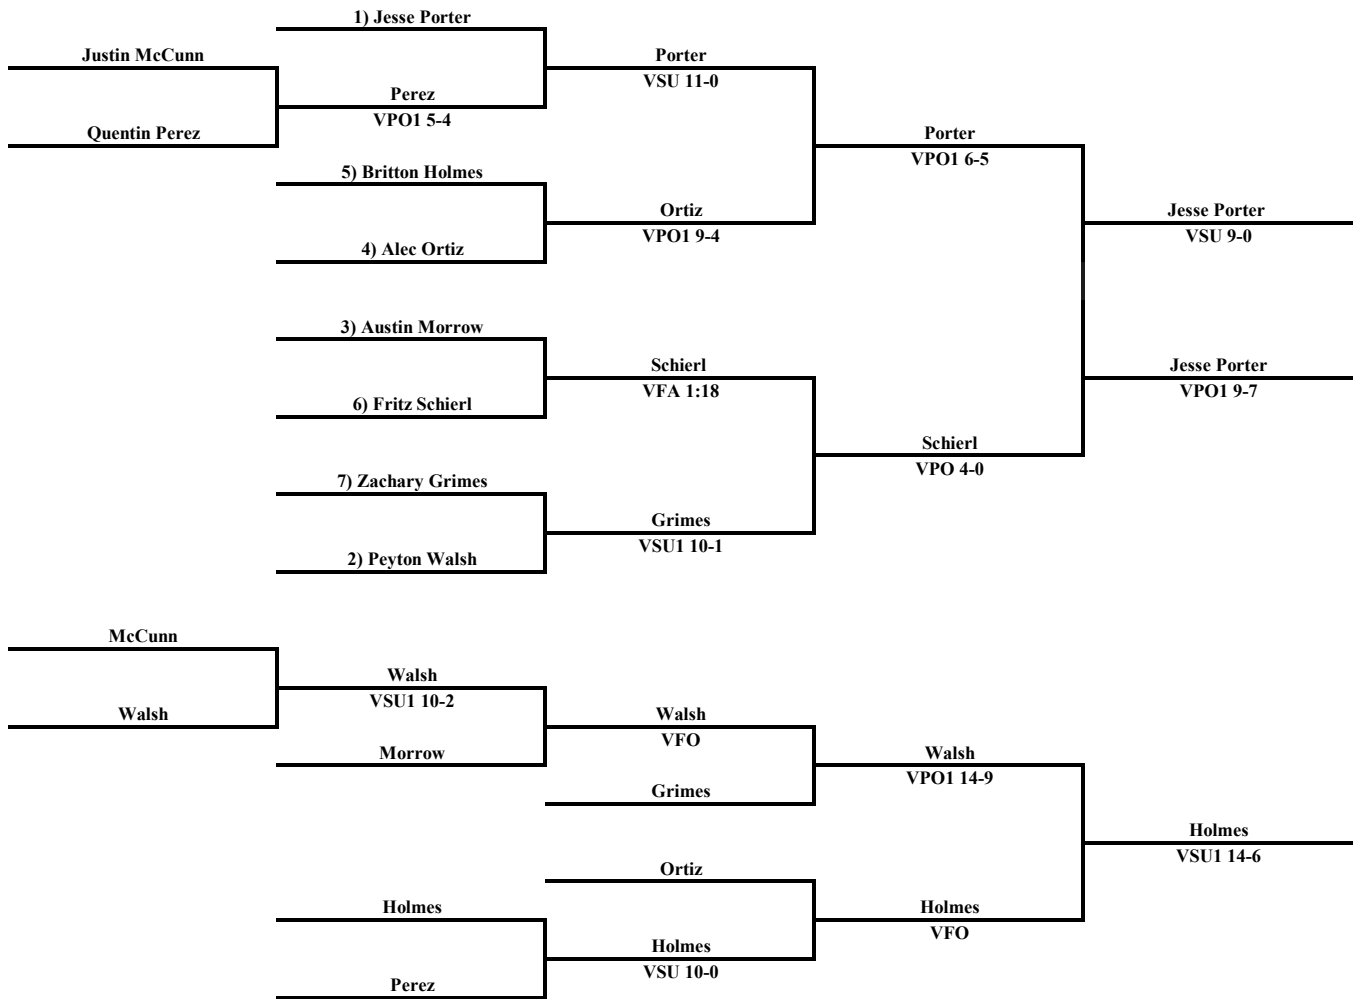 1) Jesse Porter
Justin McCunn
Porter
VSU 11-0
Perez
VPO1 5-4
Quentin Perez
Porter
VPO1 6-5
5) Britton Holmes
Ortiz
VPO1 9-4
Jesse Porter
VSU 9-0
4) Alec Ortiz
3) Austin Morrow
Schierl
VFA 1:18
Jesse Porter
VPO1 9-7
6) Fritz Schierl
Schierl
VPO 4-0
7) Zachary Grimes
Grimes
VSU1 10-1
2) Peyton Walsh
McCunn
Walsh
VSU1 10-2
Walsh
Walsh
VFO
Morrow
Walsh
VPO1 14-9
Grimes
Holmes
VSU1 14-6
Ortiz
Holmes
Holmes
VFO
Holmes
VSU 10-0
Perez